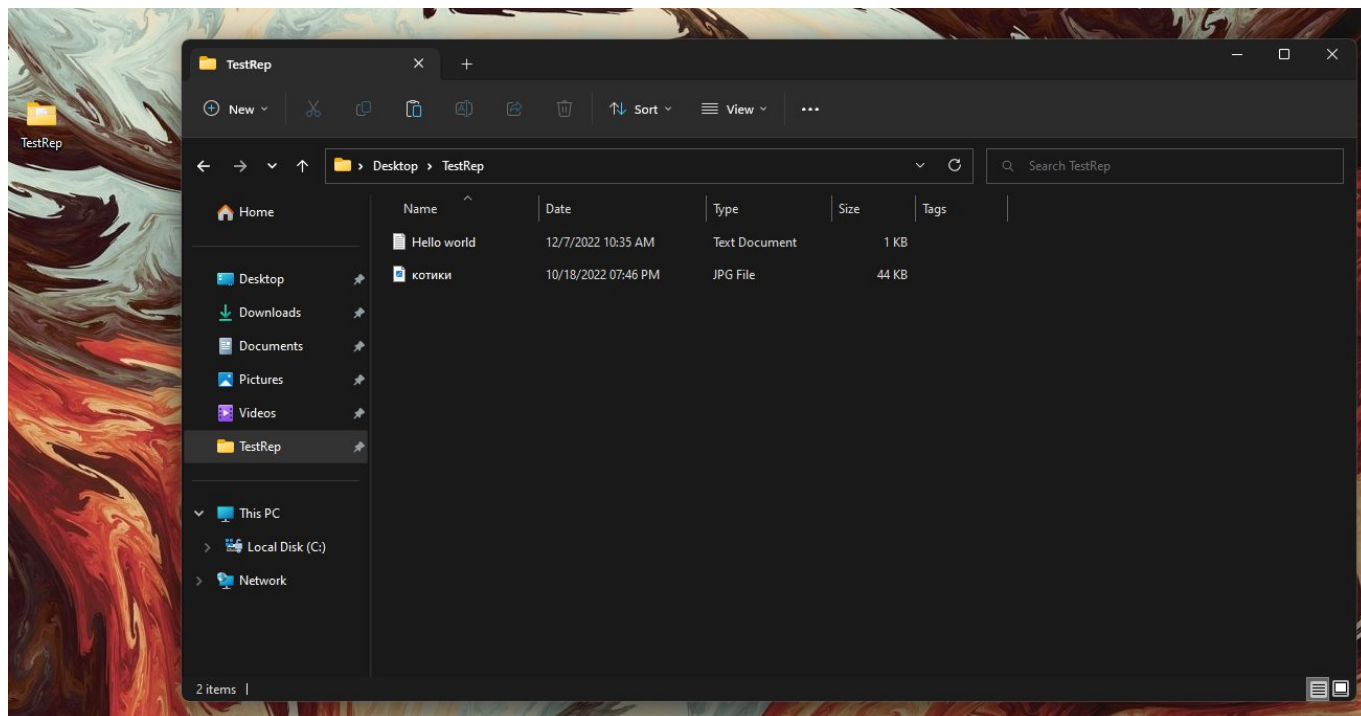 TestRep
TestRep
New Sort View
Desktop TestRep
Search TestRep
Home
Desktop
Downloads
Documents
Pictures
Videos
TestRep
This PC
Local Disk (C:)
Network
Name Date Type Size Tags
Hello world 12/7/2022 10:35 AM Text Document 1 KB
котики 10/18/2022 07:46 PM JPG File 44 KB
2 items